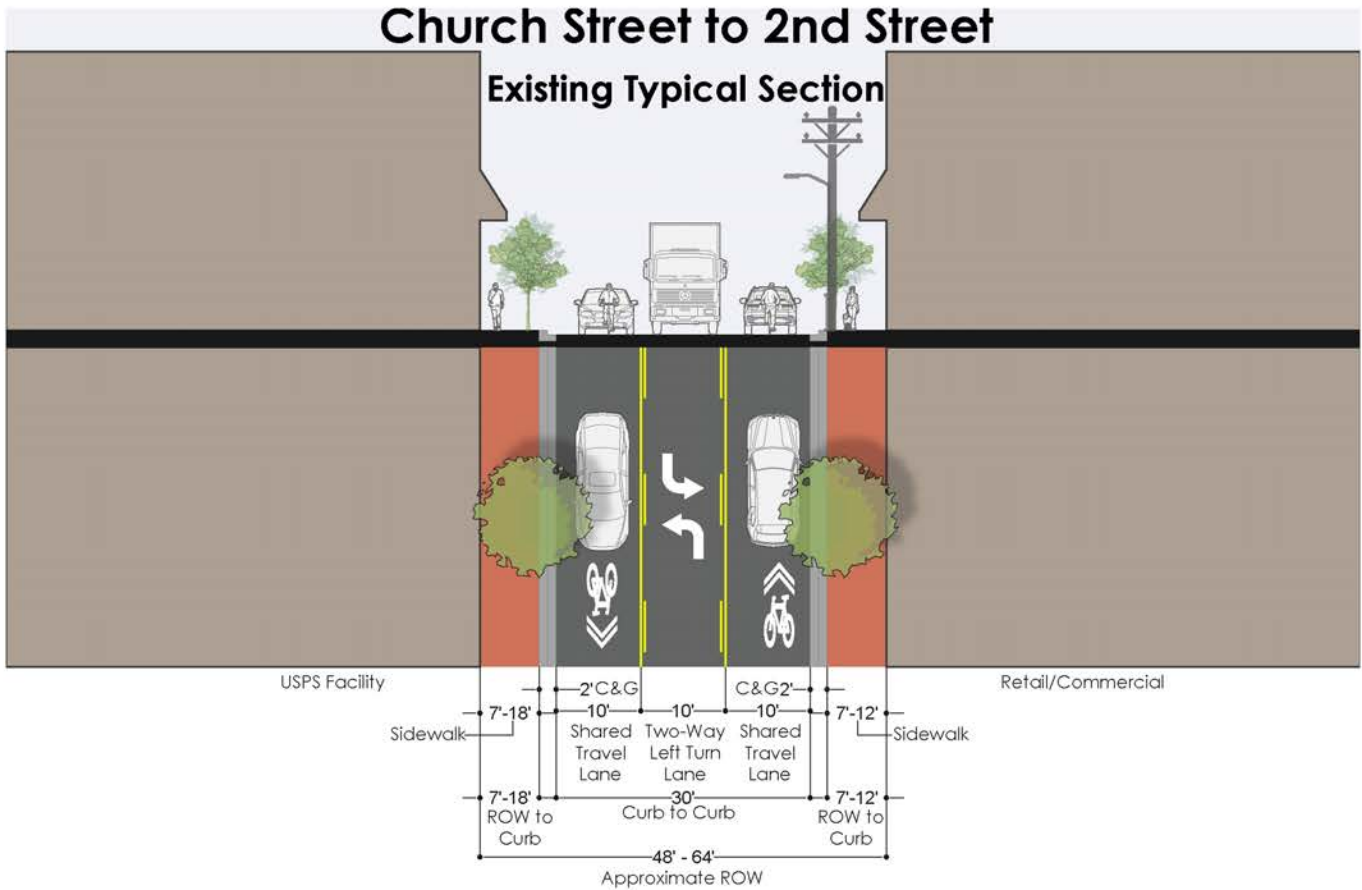 Church Street to 2nd Street
Existing Typical Section
USPS Facility
Retail/Commercial
2'C&G
C&G2'
7'-18'
10'
10'
10'
7'-12'
Sidewalk
Shared
Travel
Lane
Two-Way
Left Turn
Lane
Shared
Travel
Lane
Sidewalk
7'-18'
30'
7'-12'
ROW to
Curb
Curb to Curb
ROW to
Curb
48' - 64'
Approximate ROW